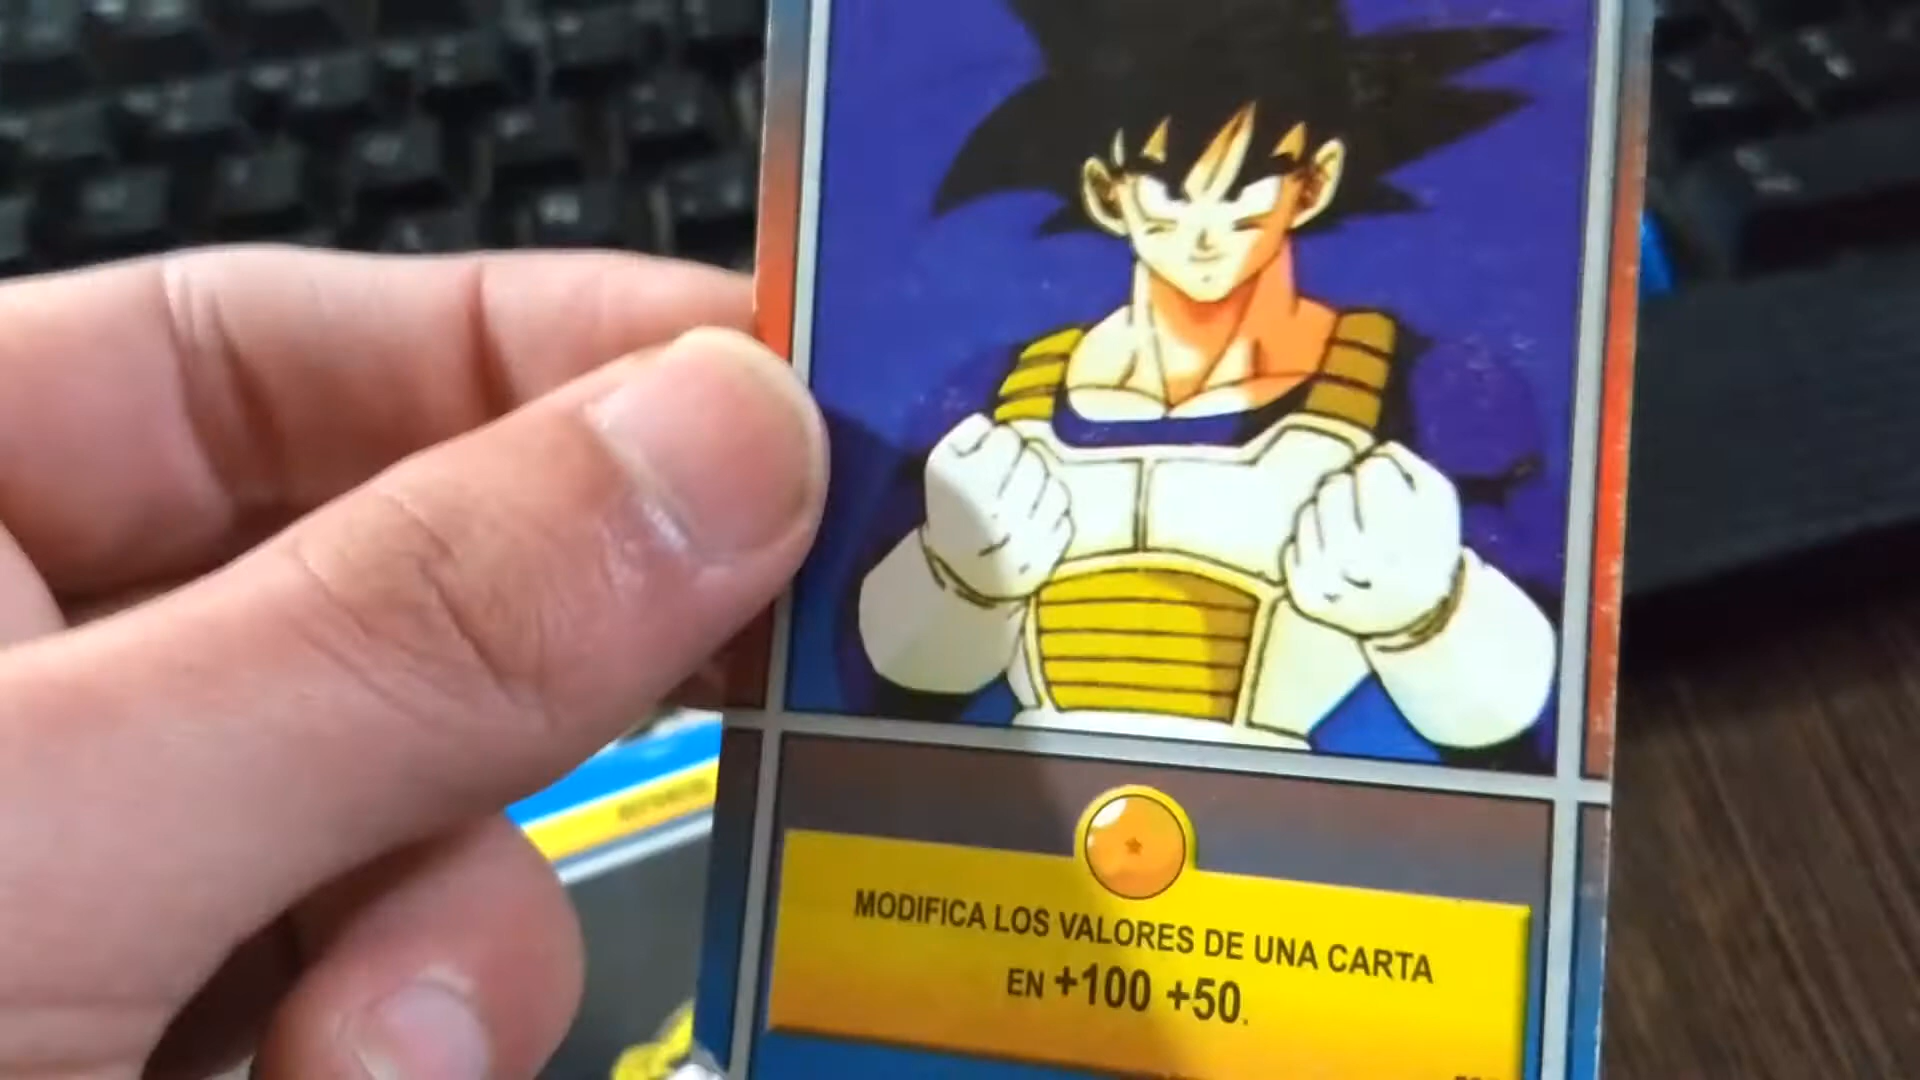 MODIFICA LOS VALORES DE UNA CARTA
EN +100 +50.